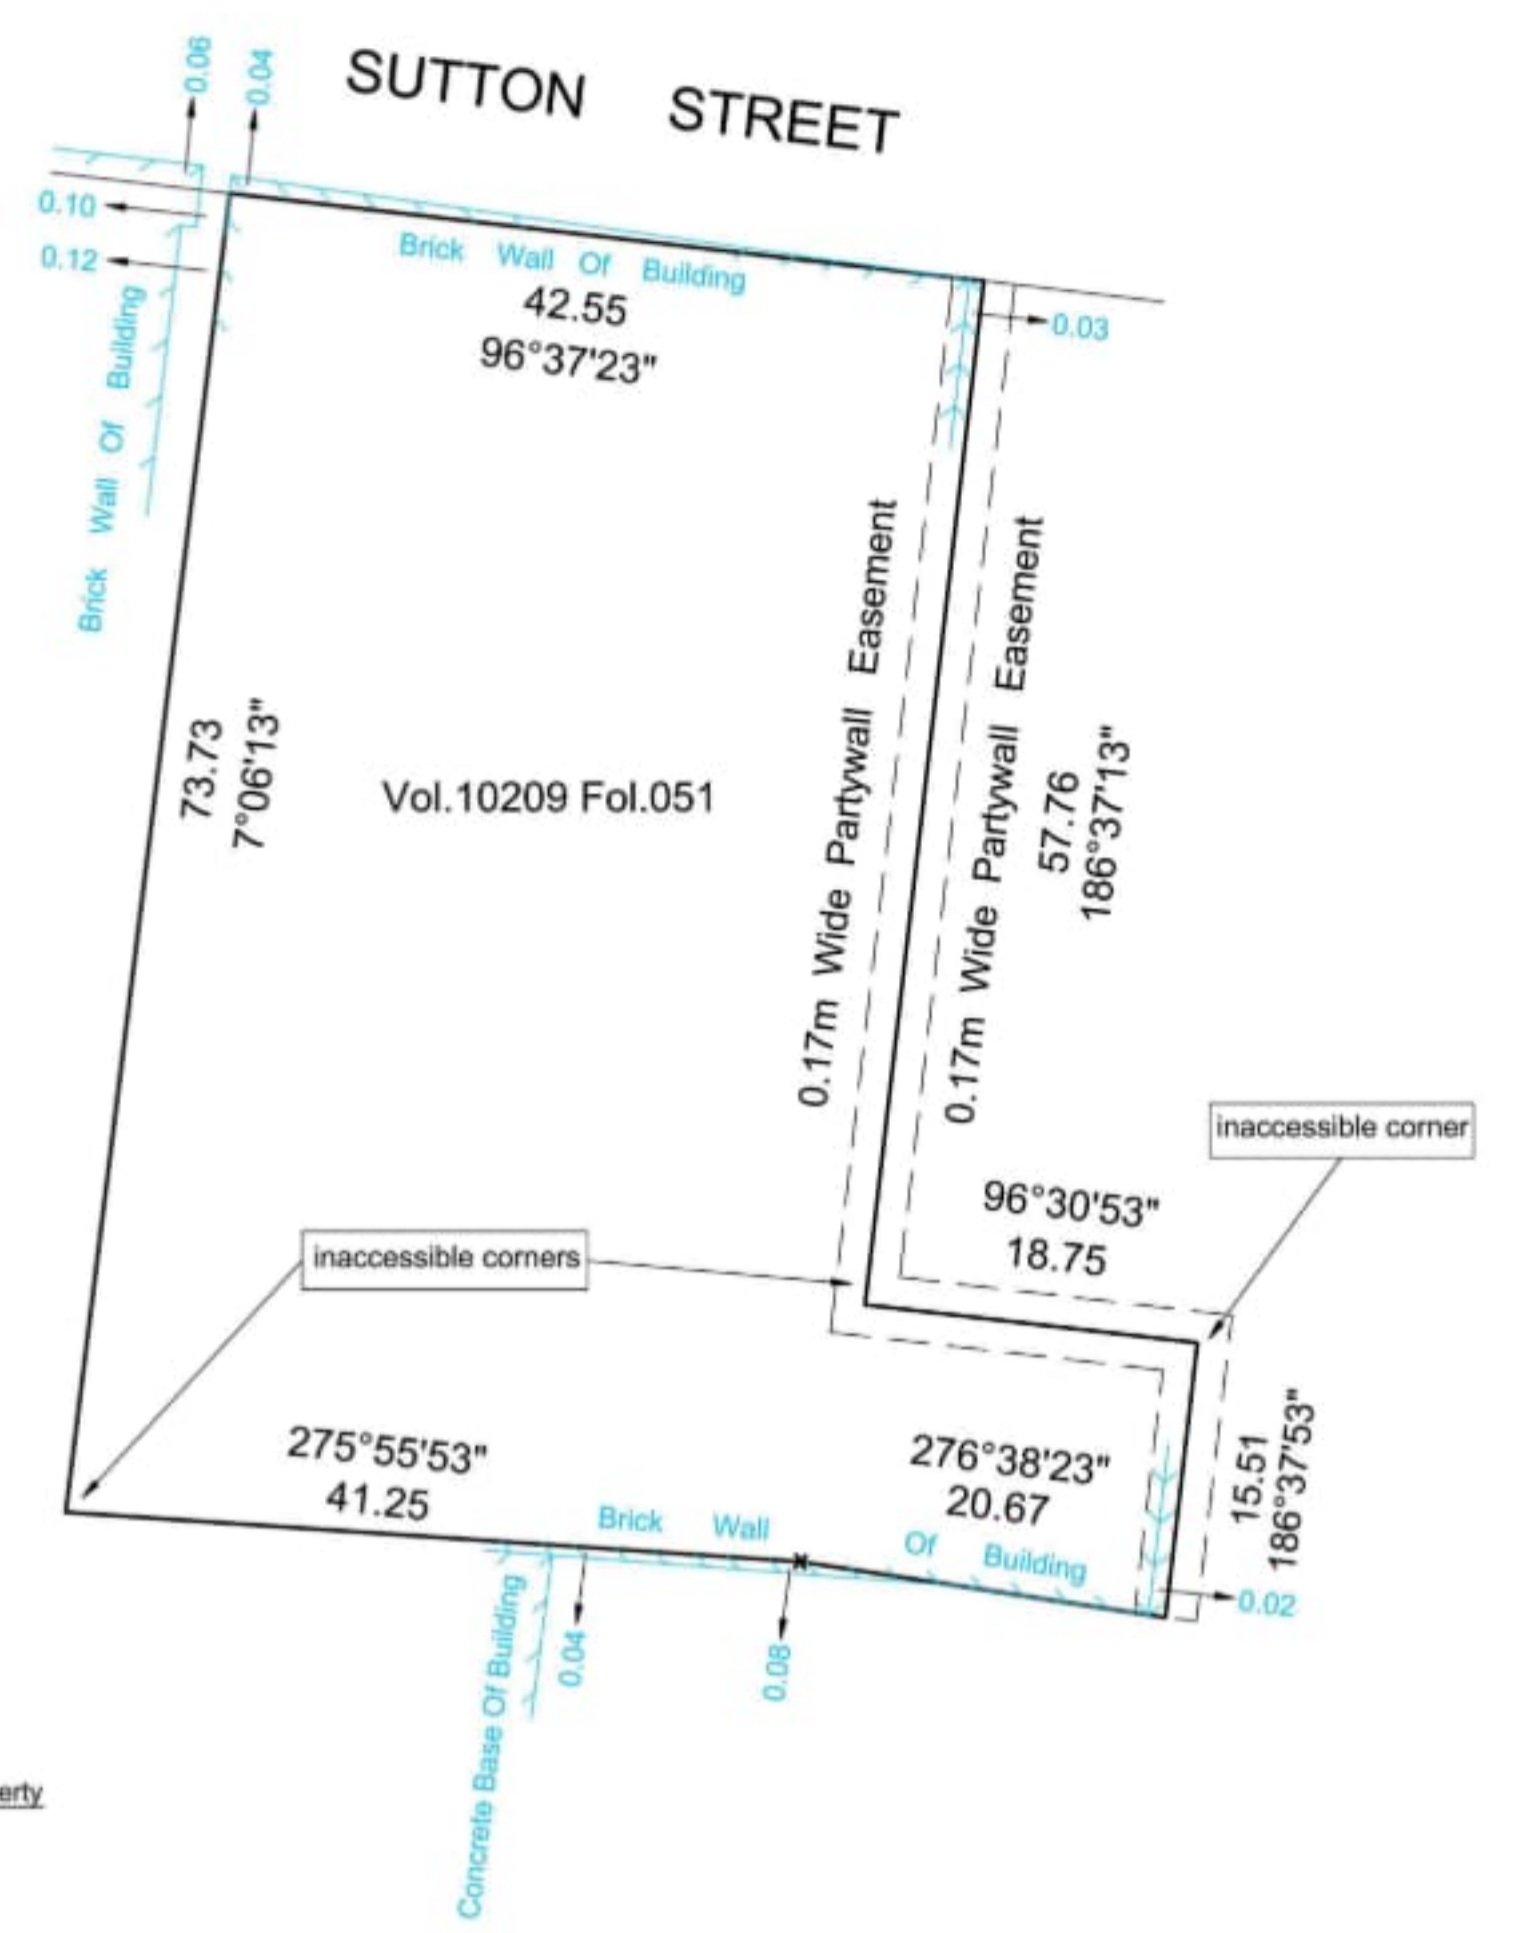 0.06
0.04
SUTTON STREET
0.10
0.12
Brick Wall Of Building
42.55
96°37'23"
0.03
Brick Wall Of Building
73.73
7°06'13"
Vol.10209 Fol.051
0.17m Wide Partywall Easement
0.17m Wide Partywall Easement
57.76
186°37'13"
inaccessible corner
96°30'53"
18.75
inaccessible corners
275°55'53"
41.25
276°38'23"
20.67
15.51
186°37'53"
Brick Wall Of Building
0.02
Concrete Base Of Building
0.04
0.08
erty